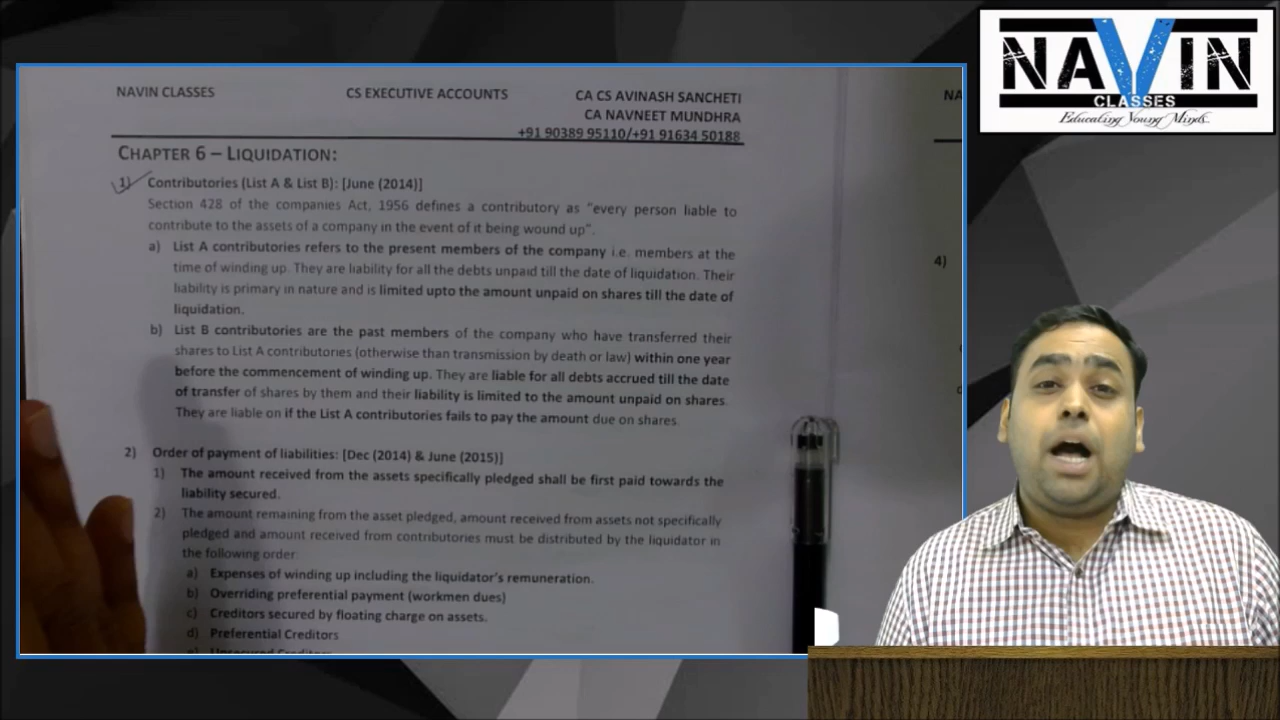 NAVIN
CLASSES
Educating Young Minds..
NAVIN CLASSES CS EXECUTIVE ACCOUNTS CA CS AVINASH SANCHETI
CA NAVNEET MUNDHRA
+91 90389 95110/+91 91634 50188
CHAPTER 6 – LIQUIDATION:
1) Contributories (List A & List B): [June (2014)]
Section 428 of the companies Act, 1956 defines a contributory as "every person liable to
contribute to the assets of a company in the event of it being wound up".
a) List A contributories refers to the present members of the company i.e. members at the
time of winding up. They are liability for all the debts unpaid till the date of liquidation. Their
liability is primary in nature and is limited upto the amount unpaid on shares till the date of
liquidation.
b) List B contributories are the past members of the company who have transferred their
shares to List A contributories (otherwise than transmission by death or law) within one year
before the commencement of winding up. They are liable for all debts accrued till the date
of transfer of shares by them and their liability is limited to the amount unpaid on shares.
They are liable on if the List A contributories fails to pay the amount due on shares.
2) Order of payment of liabilities: [Dec (2014) & June (2015)]
1) The amount received from the assets specifically pledged shall be first paid towards the
liability secured.
2) The amount remaining from the asset pledged, amount received from assets not specifically
pledged and amount received from contributories must be distributed by the liquidator in
the following order
a) Expenses of winding up including the liquidator's remuneration.
b) Overriding preferential payment (workmen dues)
c) Creditors secured by floating charge on assets.
d) Preferential Creditors
NA
4)